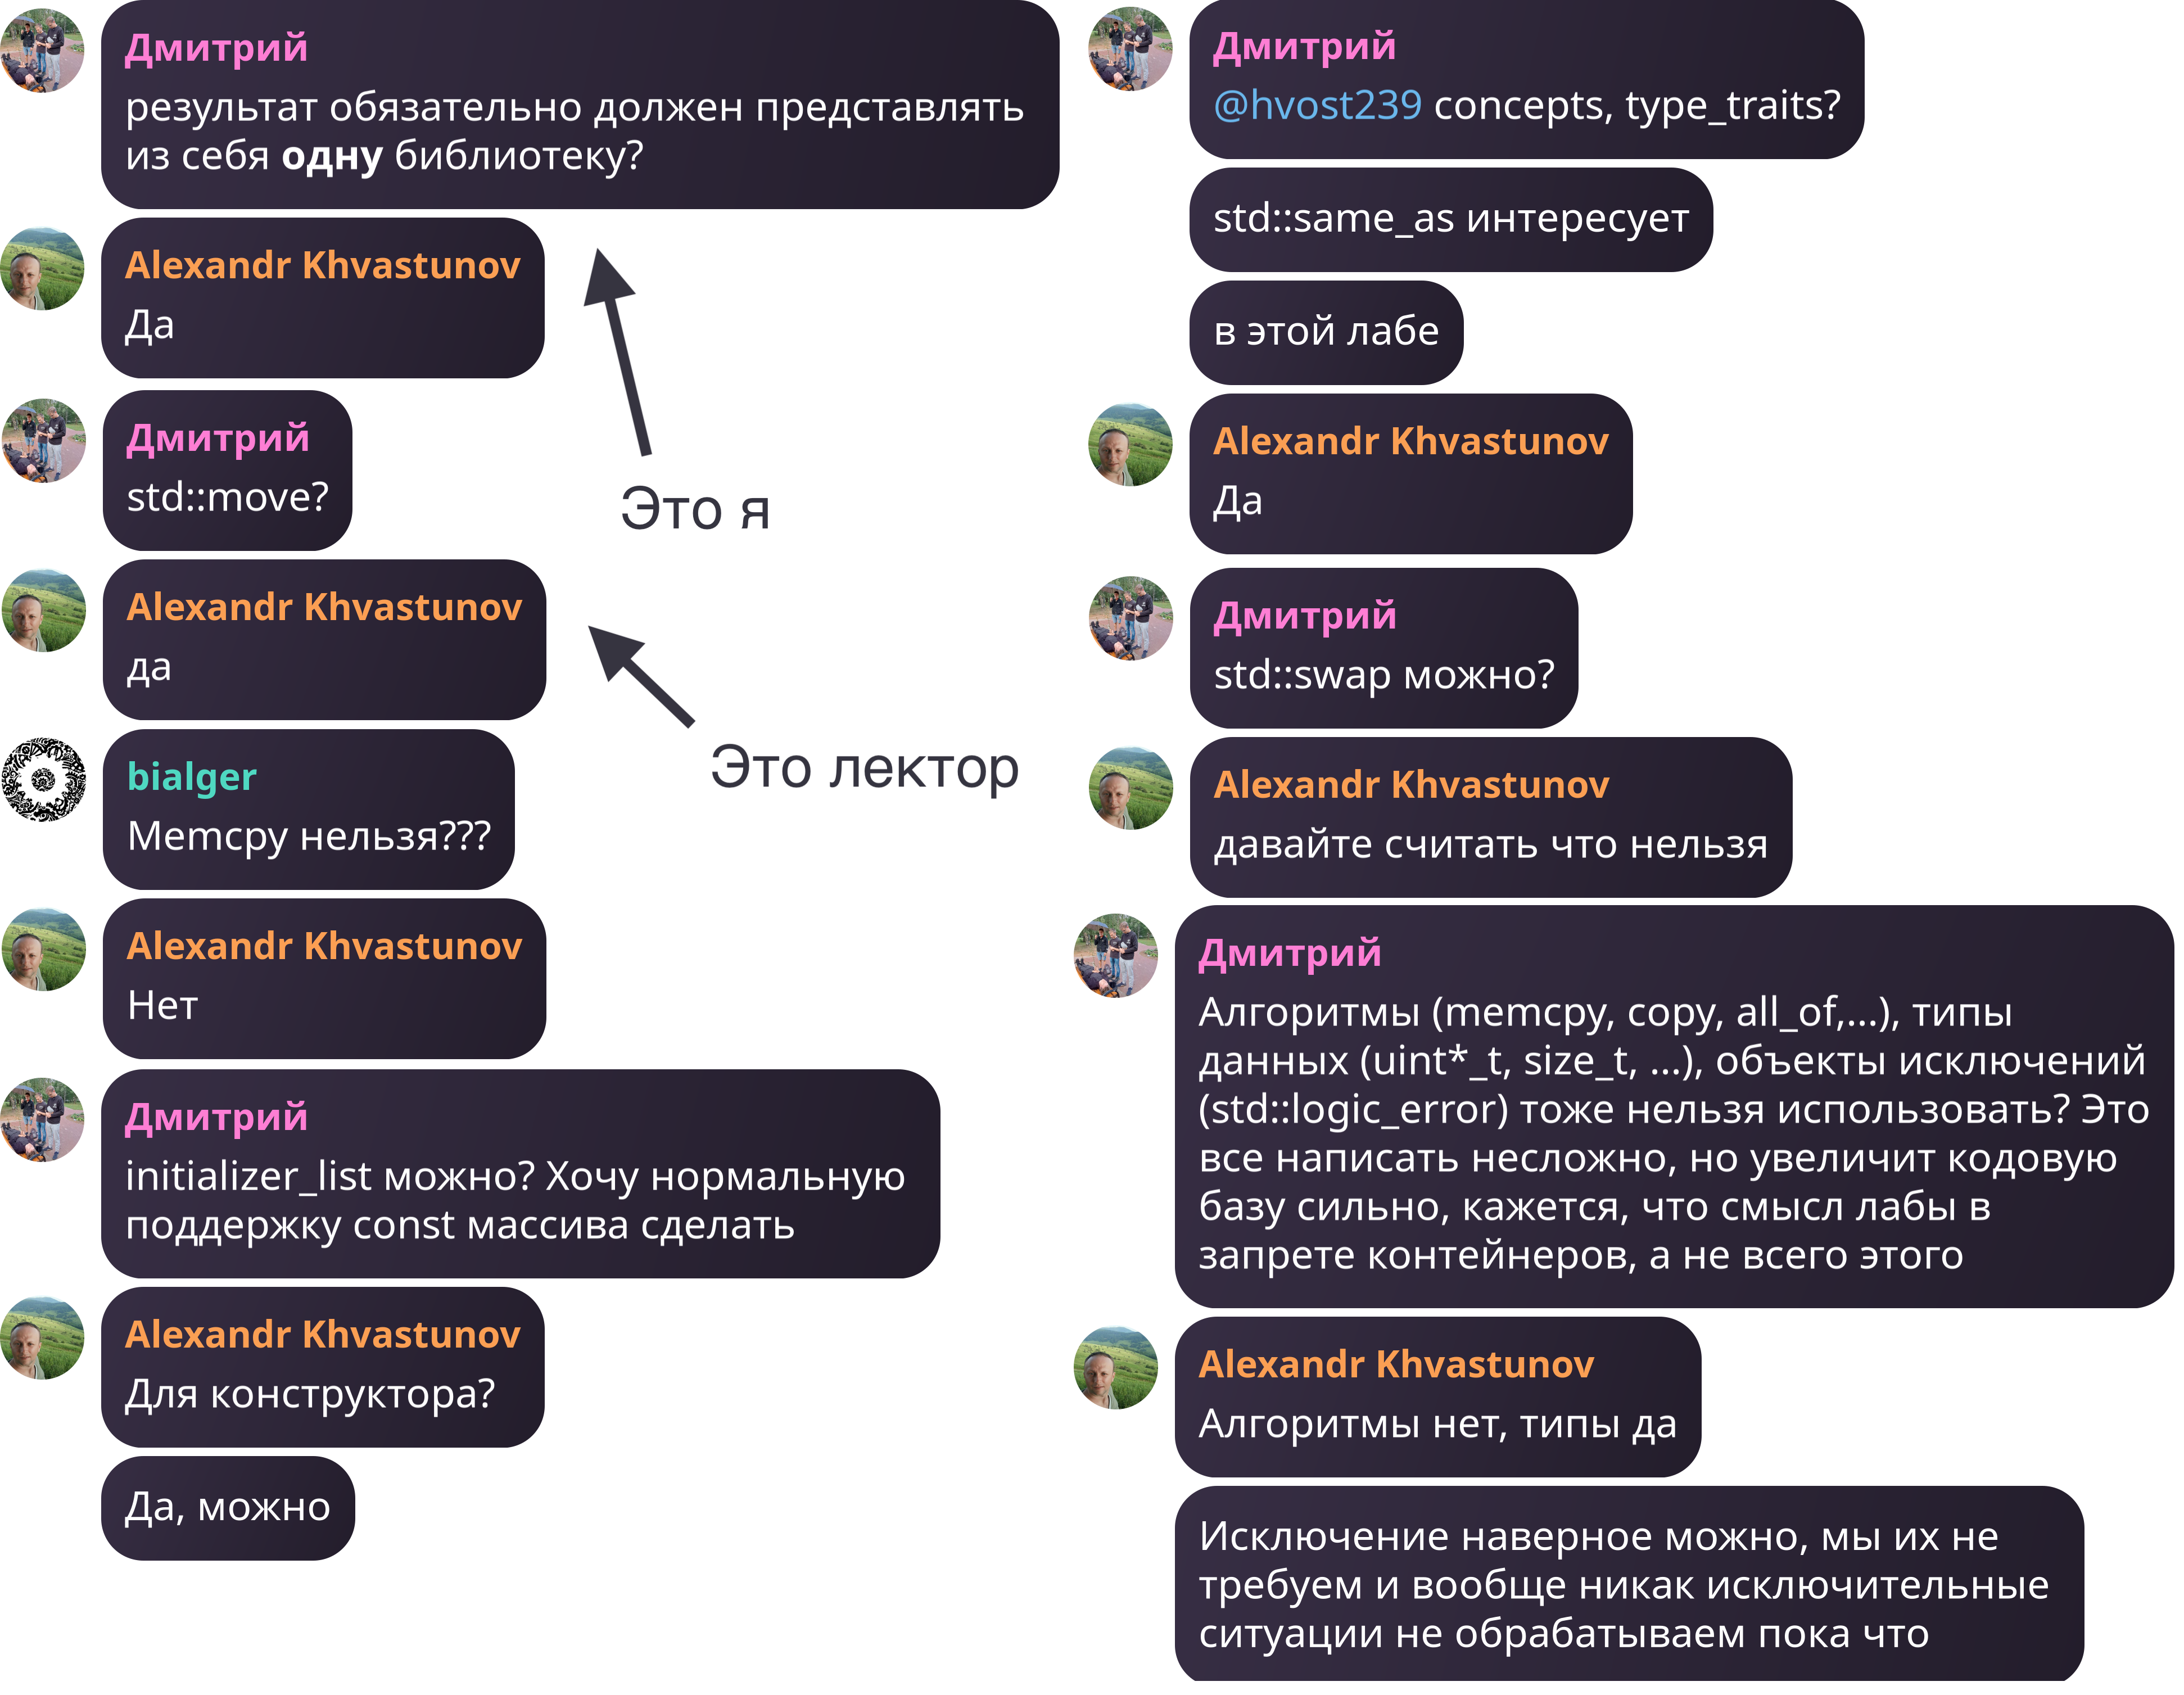 Дмитрий
результат обязательно должен представлять
из себя одну библиотеку?
Alexandr Khvastunov
Да
Дмитрий
std::move?
Это я
Alexandr Khvastunov
да
Это лектор
bialger
Memcpy нельзя???
Alexandr Khvastunov
Нет
Дмитрий
initializer_list можно? Хочу нормальную
поддержку const массива сделать
Alexandr Khvastunov
Для конструктора?
Да, можно
Дмитрий
@hvost239 concepts, type_traits?
std::same_as интересует
в этой лабе
Alexandr Khvastunov
Да
Дмитрий
std::swap можно?
Alexandr Khvastunov
давайте считать что нельзя
Дмитрий
Алгоритмы (memcpy, copy, all_of,...), типы
данных (uint*_t, size_t, ...), объекты исключений
(std::logic_error) тоже нельзя использовать? Это
все написать несложно, но увеличит кодовую
базу сильно, кажется, что смысл лабы в
запрете контейнеров, а не всего этого
Alexandr Khvastunov
Алгоритмы нет, типы да
Исключение наверное можно, мы их не
требуем и вообще никак исключительные
ситуации не обрабатываем пока что